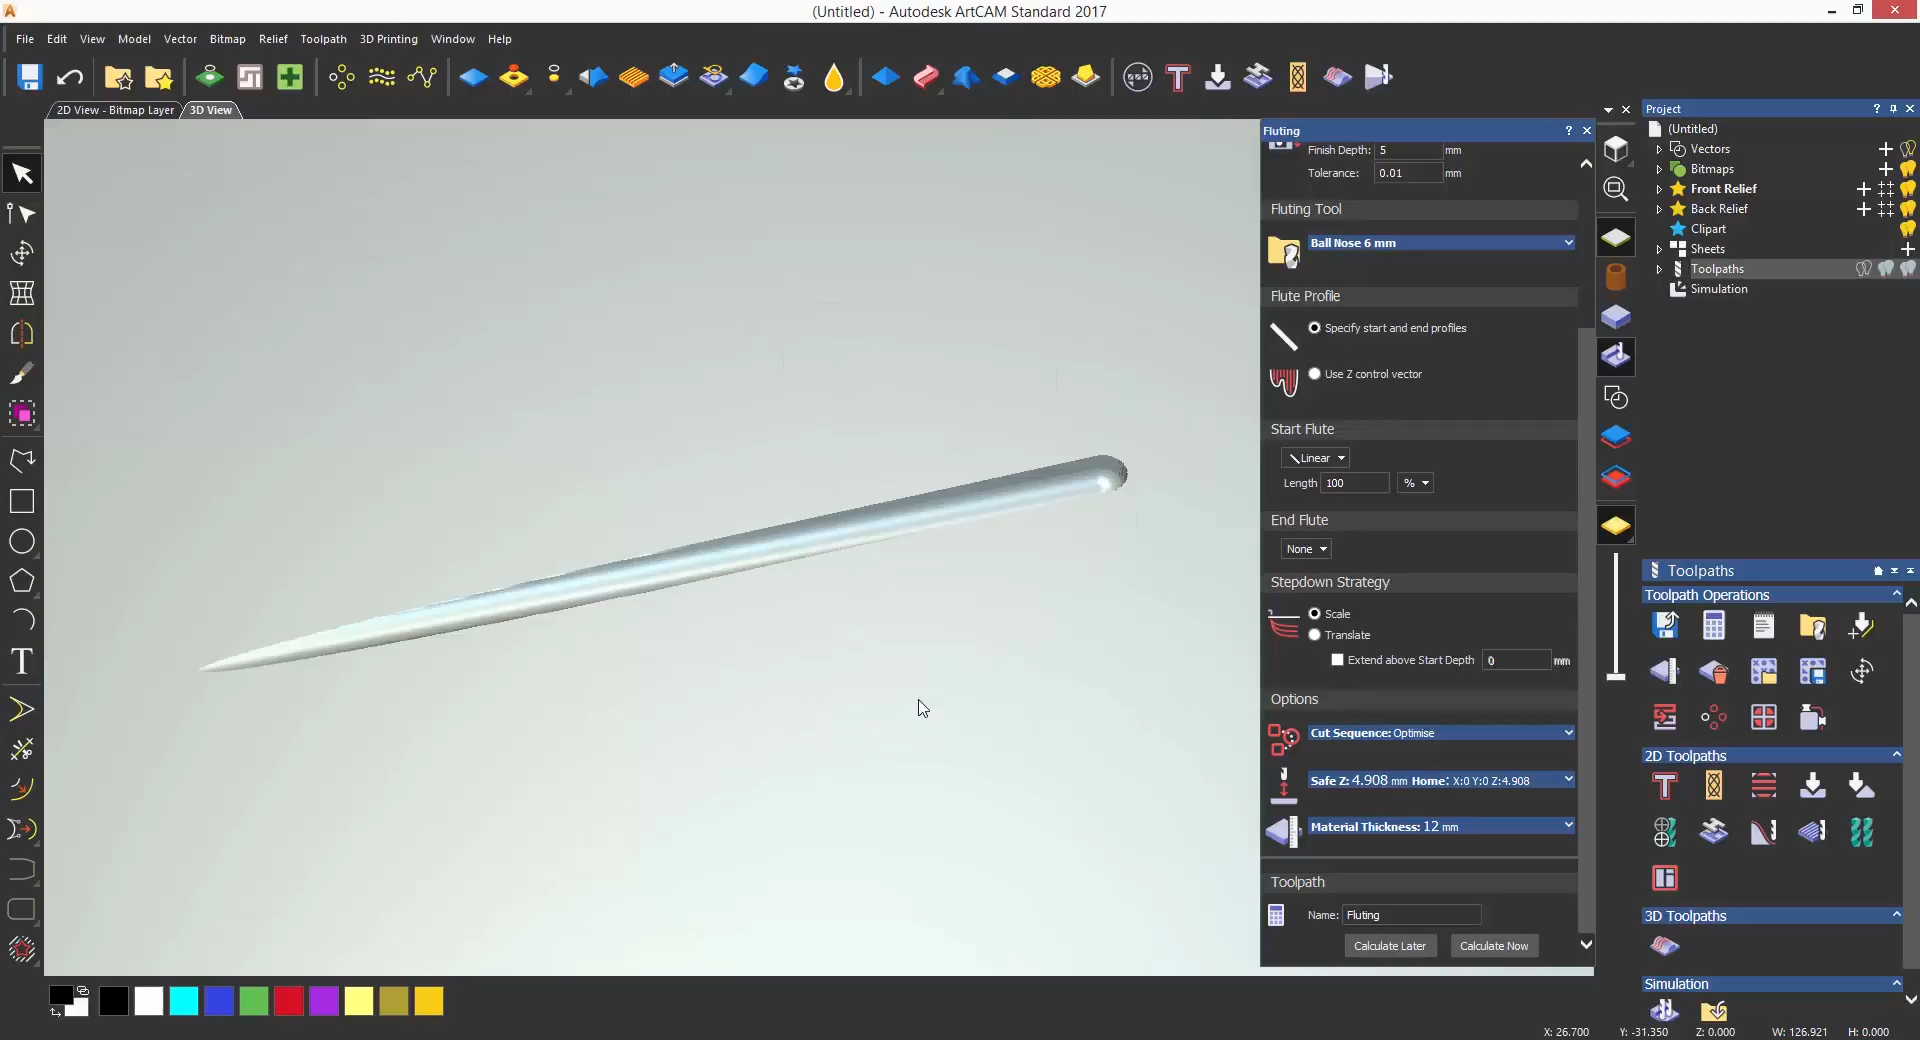 (Untitled) - Autodesk ArtCAM Standard 2017
File Edit View Model Vector Bitmap Relief Toolpath 3D Printing Window Help
2D View - Bitmap Layer 3D View
Fluting
Finish Depth: 5 mm
Tolerance: 0.01 mm
Fluting Tool
Ball Nose 6 mm
Flute Profile
Specify start and end profiles
Use Z control vector
Start Flute
Linear
Length 100 %
End Flute
None
Stepdown Strategy
Scale
Translate
Extend above Start Depth 0 mm
Options
Cut Sequence: Optimise
Safe Z: 4.908 mm Home: X:0 Y:0 Z:4.908
Material Thickness: 12 mm
Toolpath
Name: Fluting
Calculate Later Calculate Now
Project
(Untitled)
Vectors
Bitmaps
Front Relief
Back Relief
Clipart
Sheets
Toolpaths
Simulation
Toolpaths
Toolpath Operations
2D Toolpaths
3D Toolpaths
Simulation
X: 26.700 Y: -31.350 Z: 0.000 W: 126.921 H: 0.000